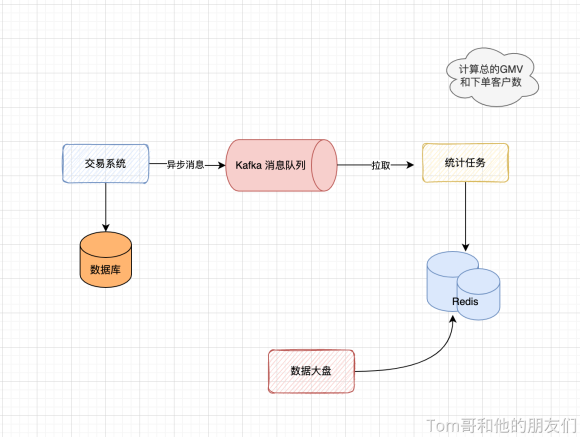 计算总的GMV
和下单客户数
交易系统
异步消息
Kafka 消息队列
拉取
统计任务
数据库
Redis
数据大盘
Tom哥和他的朋友们